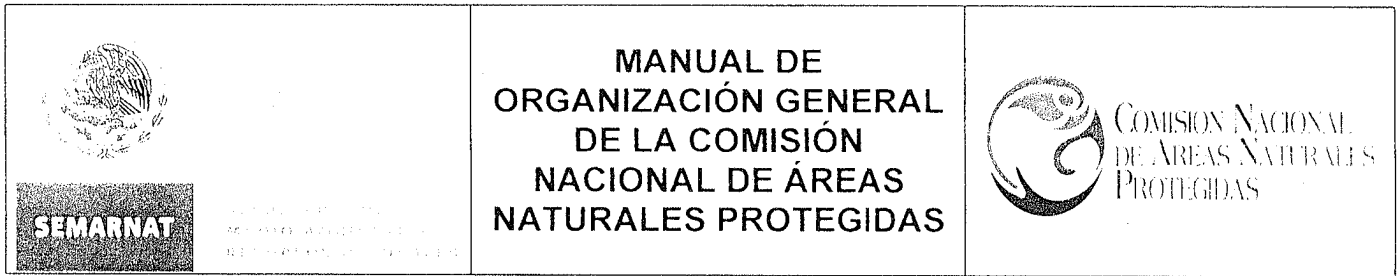 SEMARNAT
MANUAL DE
ORGANIZACIÓN GENERAL
DE LA COMISIÓN
NACIONAL DE ÁREAS
NATURALES PROTEGIDAS
COMISION NACIONAL
DE AREAS NATURALES
PROTEGIDAS